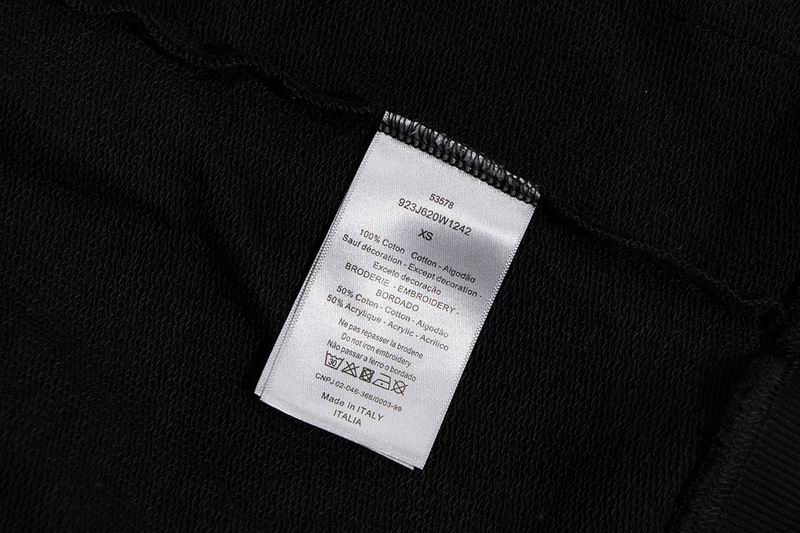 53578
923J620W1242
XS
100% Coton Cotton - Algodão
Sauf décoration - Except decoration -
Exceto decoração
BRODERIE - EMBROIDERY -
BORDADO
50% Coton - Cotton - Algodão
50% Acrylique - Acrylic - Acrílico
Ne pas repasser la broderie
Do not iron embroidery
Não passar a ferro o bordado
30
CNPJ 02-046-366/0003-99
Made in ITALY
ITALIA